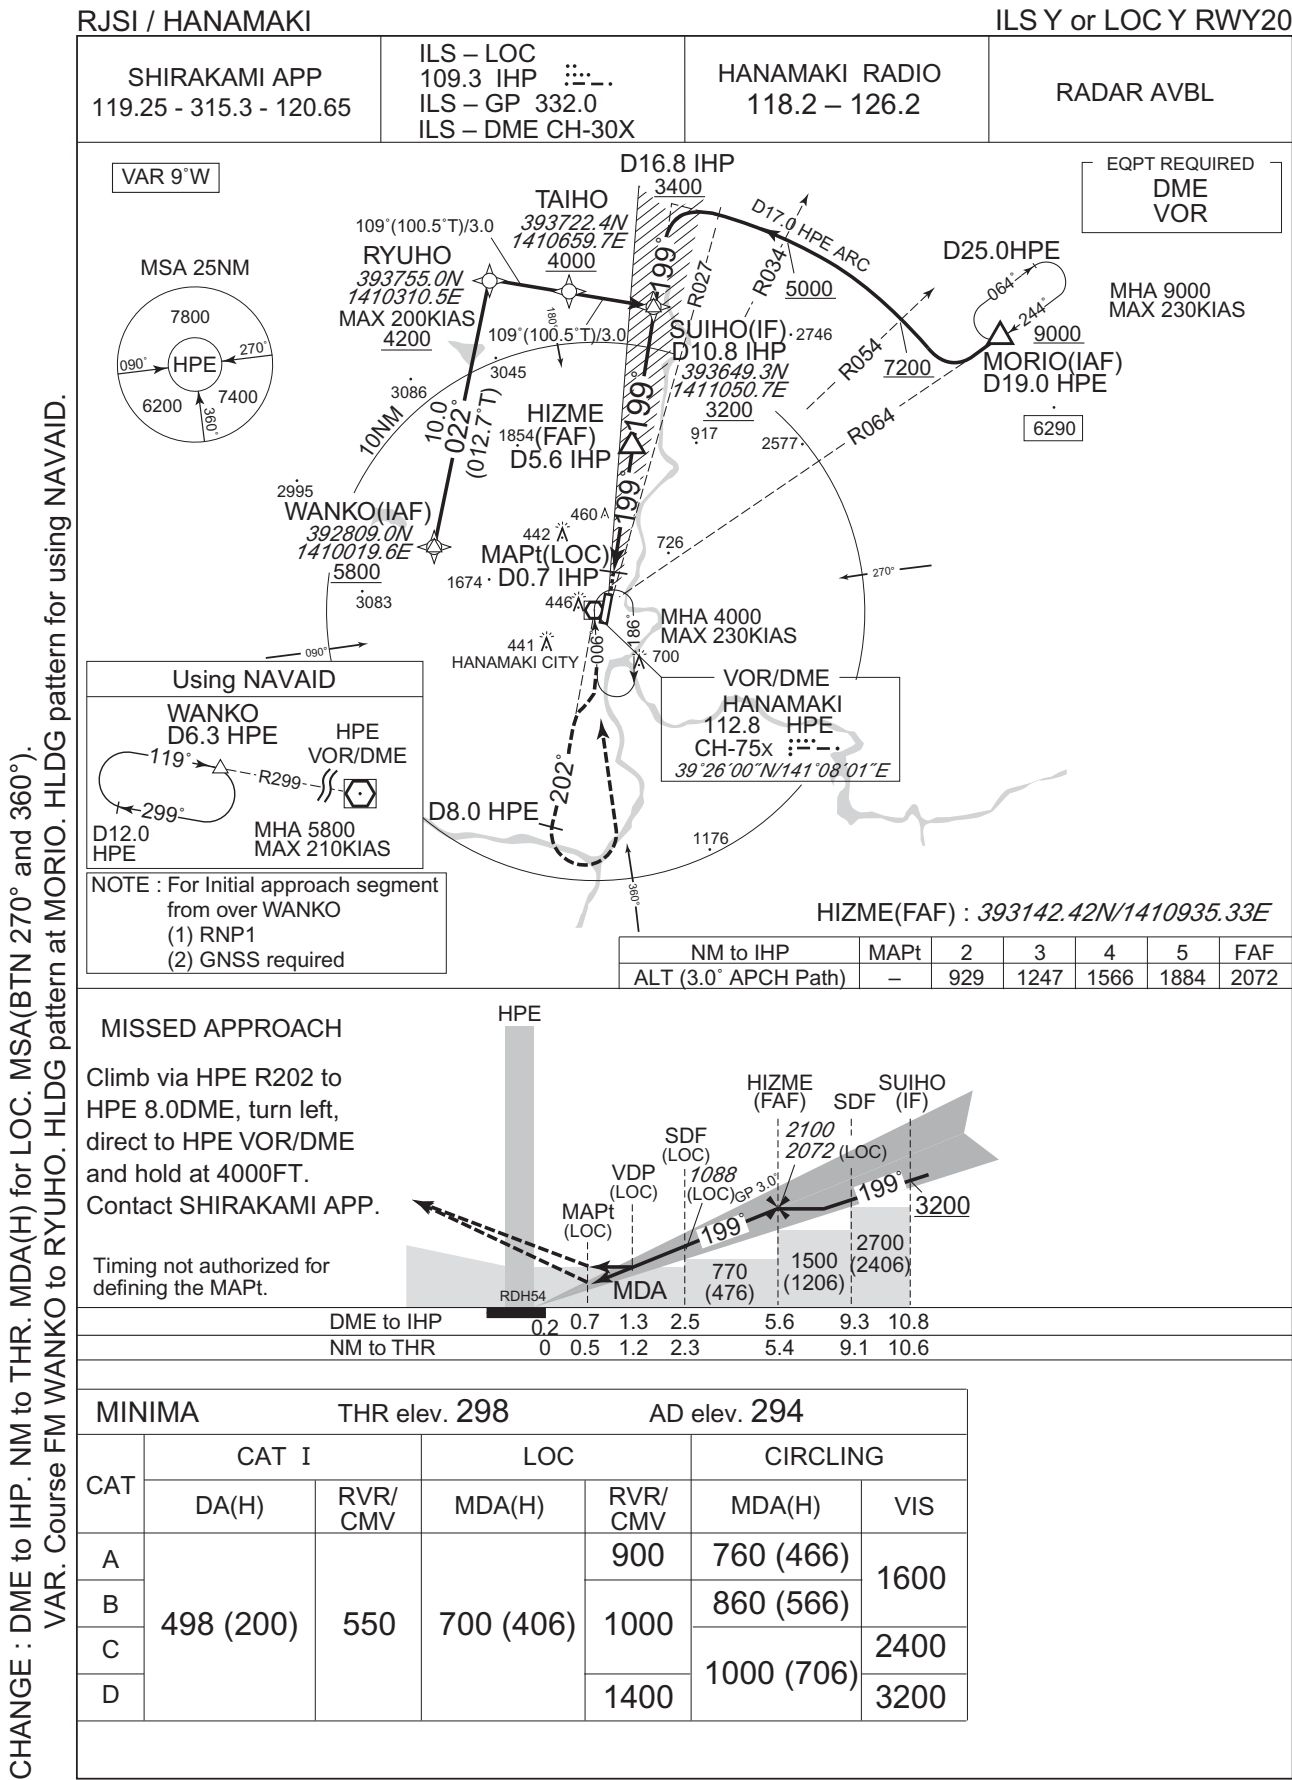 RJSI / HANAMAKI
ILS Y or LOC Y RWY20
SHIRAKAMI APP
119.25 - 315.3 - 120.65
ILS – LOC
109.3 IHP
ILS – GP 332.0
ILS – DME CH-30X
HANAMAKI RADIO
118.2 – 126.2
RADAR AVBL
VAR 9˚W
EQPT REQUIRED
DME
VOR
MSA 25NM
7800
090˚
HPE
270˚
6200
7400
360˚
D16.8 IHP
3400
TAIHO
393722.4N
1410659.7E
4000
109˚(100.5˚T)/3.0
RYUHO
393755.0N
1410310.5E
MAX 200KIAS
4200
180˚
109˚(100.5˚T)/3.0
199˚
R027
R034
D17.0 HPE ARC
5000
D25.0HPE
064˚
244˚
MHA 9000
MAX 230KIAS
9000
MORIO(IAF)
D19.0 HPE
6290
7200
R054
R064
SUIHO(IF)
D10.8 IHP
393649.3N
1411050.7E
3200
2746
3045
3086
10NM
10.0
022˚
(012.7˚T)
199˚
HIZME
(FAF)
D5.6 IHP
1854
917
2577
2995
WANKO(IAF)
392809.0N
1410019.6E
5800
3083
199˚
460
442
MAPt(LOC)
D0.7 IHP
1674
726
446
270˚
441
HANAMAKI CITY
006˚
186˚
MHA 4000
MAX 230KIAS
700
090˚
VOR/DME
HANAMAKI
112.8 HPE
CH-75X
39˚26´00˝N/141˚08´01˝E
Using NAVAID
WANKO
D6.3 HPE
119˚
R299
299˚
D12.0
HPE
HPE
VOR/DME
MHA 5800
MAX 210KIAS
D8.0 HPE
202˚
1176
360˚
NOTE : For Initial approach segment
from over WANKO
(1) RNP1
(2) GNSS required
HIZME(FAF) : 393142.42N/1410935.33E
NM to IHP MAPt 2 3 4 5 FAF
ALT (3.0˚ APCH Path) – 929 1247 1566 1884 2072
MISSED APPROACH
Climb via HPE R202 to
HPE 8.0DME, turn left,
direct to HPE VOR/DME
and hold at 4000FT.
Contact SHIRAKAMI APP.
Timing not authorized for
defining the MAPt.
HPE
HIZME
(FAF)
SDF
SUIHO
(IF)
2100
2072 (LOC)
SDF
(LOC)
1088
(LOC)
GP 3.0˚
VDP
(LOC)
MAPt
(LOC)
199˚
199˚
3200
2700
(2406)
1500
(1206)
770
(476)
MDA
RDH54
DME to IHP 0.2 0.7 1.3 2.5 5.6 9.3 10.8
NM to THR 0 0.5 1.2 2.3 5.4 9.1 10.6
MINIMA THR elev. 298 AD elev. 294
CAT CAT I LOC CIRCLING
DA(H) RVR/CMV MDA(H) RVR/CMV MDA(H) VIS
A 900 760 (466) 1600
B 498 (200) 550 700 (406) 1000 860 (566)
C 1000 (706) 2400
D 1400 3200
CHANGE : DME to IHP. NM to THR. MDA(H) for LOC. MSA(BTN 270° and 360°).
VAR. Course FM WANKO to RYUHO. HLDG pattern at MORIO. HLDG pattern for using NAVAID.